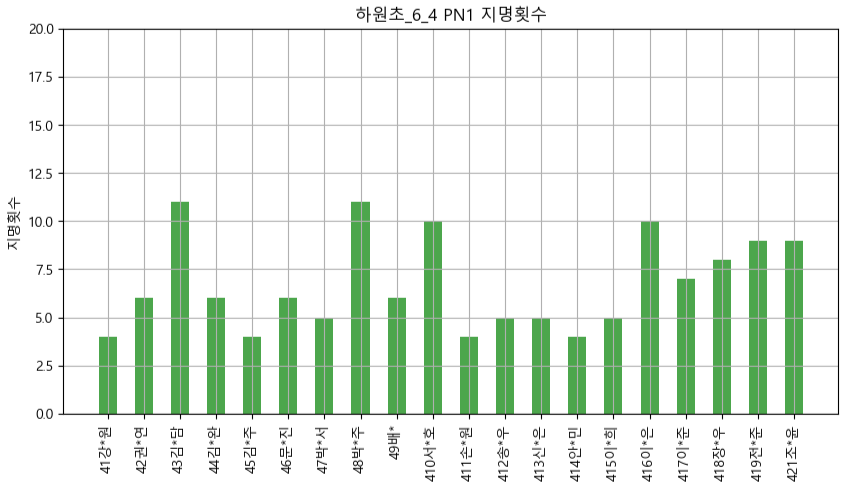 하원초_6_4 PN1 지명횟수
지명횟수
20.0
17.5
15.0
12.5
10.0
7.5
5.0
2.5
0.0
41강*원
42권*연
43김*담
44김*완
45김*주
46문*진
47박*서
48박*주
49배*
410서*호
411손*원
412송*우
413신*은
414안*민
415이*희
416이*은
417이*준
418장*우
419전*준
421조*윤